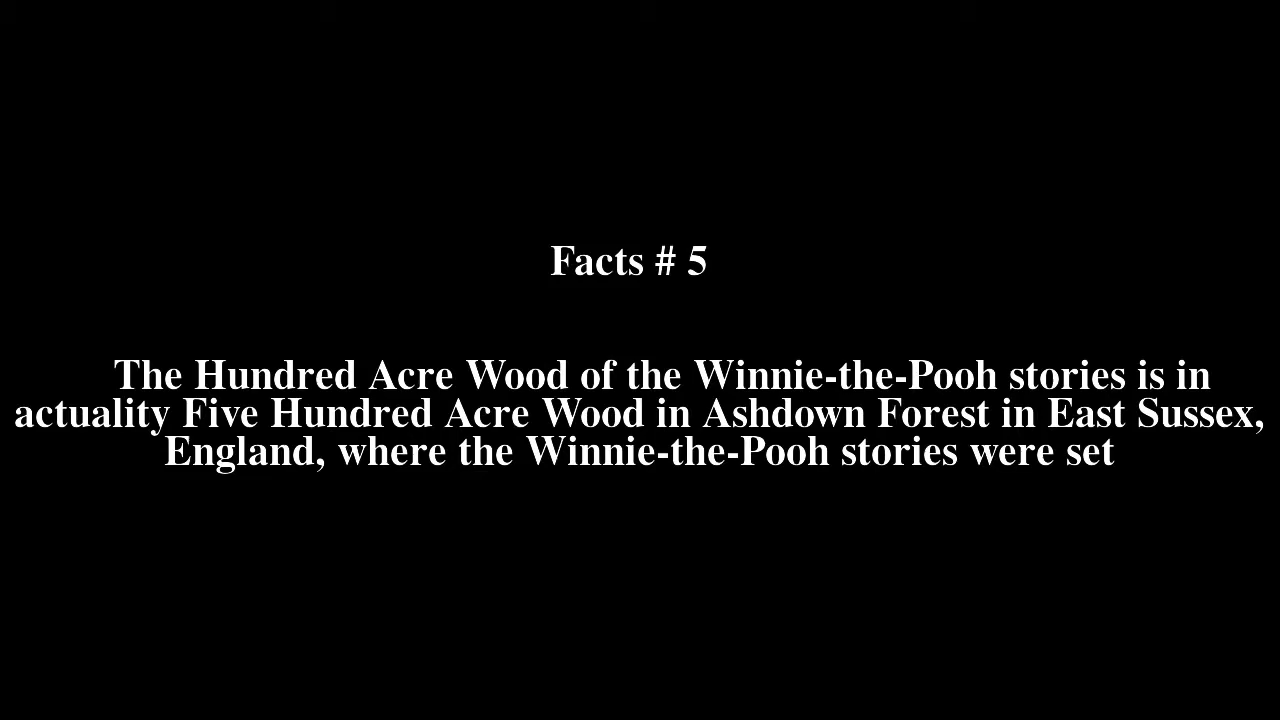 Facts # 5
The Hundred Acre Wood of the Winnie-the-Pooh stories is in
actuality Five Hundred Acre Wood in Ashdown Forest in East Sussex,
England, where the Winnie-the-Pooh stories were set